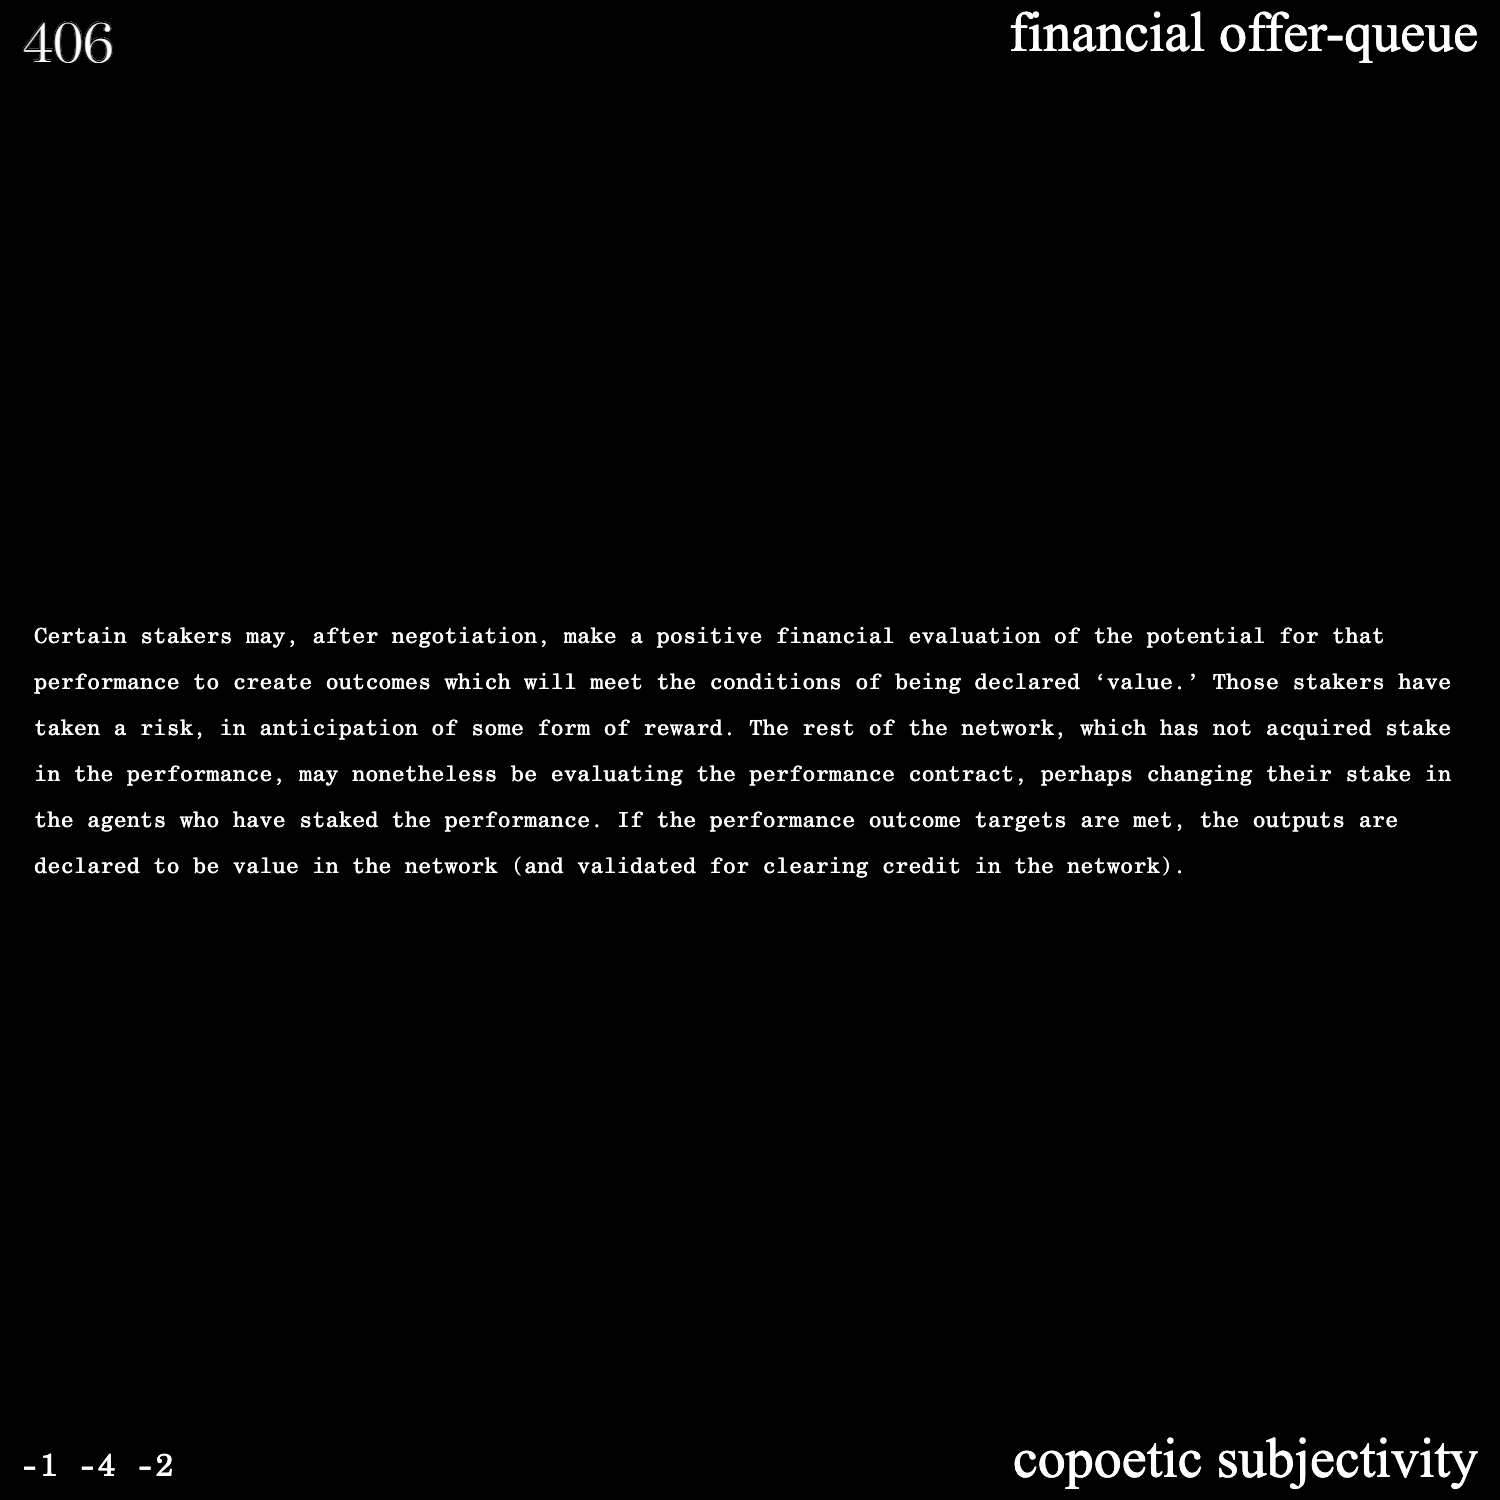 406
financial offer-queue
Certain stakers may, after negotiation, make a positive financial evaluation of the potential for that
performance to create outcomes which will meet the conditions of being declared ‘value.’ Those stakers have
taken a risk, in anticipation of some form of reward. The rest of the network, which has not acquired stake
in the performance, may nonetheless be evaluating the performance contract, perhaps changing their stake in
the agents who have staked the performance. If the performance outcome targets are met, the outputs are
declared to be value in the network (and validated for clearing credit in the network).
-1 -4 -2
copoetic subjectivity